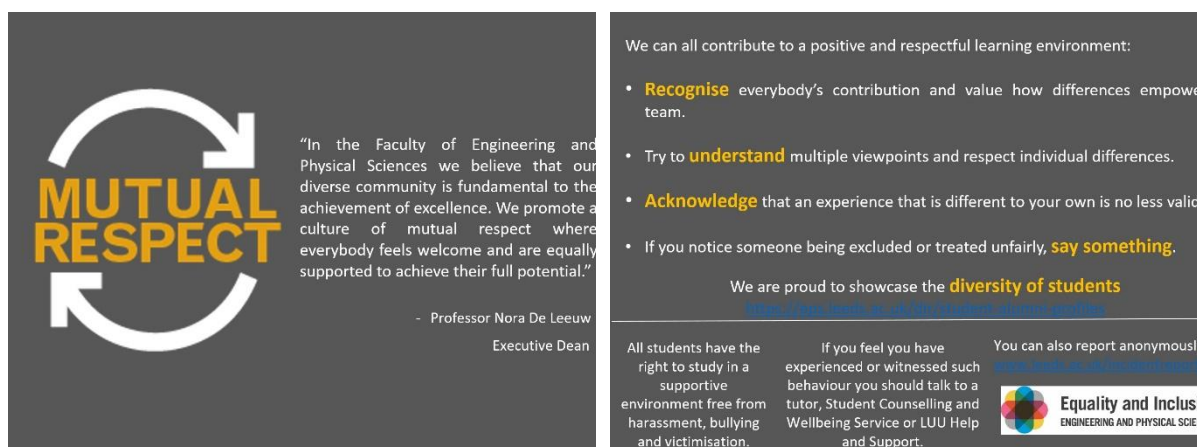 MUTUAL
RESPECT
“In the Faculty of Engineering and
Physical Sciences we believe that our
diverse community is fundamental to the
achievement of excellence. We promote a
culture of mutual respect where
everybody feels welcome and are equally
supported to achieve their full potential.”
- Professor Nora De Leeuw
Executive Dean
We can all contribute to a positive and respectful learning environment:
• Recognise everybody’s contribution and value how differences empowe
team.
• Try to understand multiple viewpoints and respect individual differences.
• Acknowledge that an experience that is different to your own is no less valid
• If you notice someone being excluded or treated unfairly, say something.
We are proud to showcase the diversity of students
All students have the
right to study in a
supportive
environment free from
harassment, bullying
and victimisation.
If you feel you have
experienced or witnessed such
behaviour you should talk to a
tutor, Student Counselling and
Wellbeing Service or LUU Help
and Support.
You can also report anonymousl
Equality and Inclus
ENGINEERING AND PHYSICAL SCIE